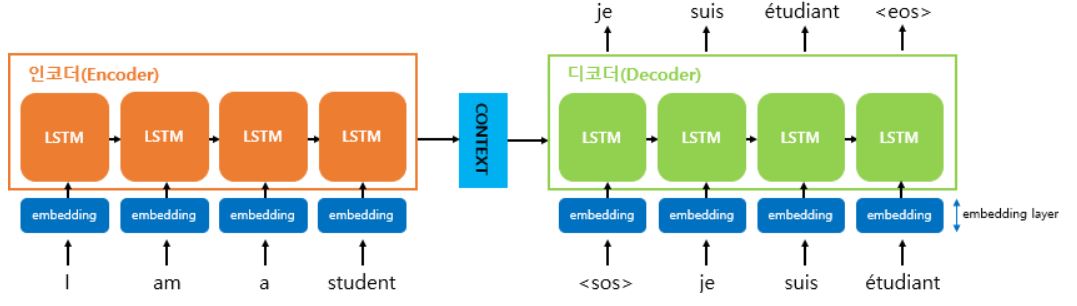 je suis étudiant <eos>
인코더(Encoder)
디코더(Decoder)
LSTM LSTM LSTM LSTM
CONTEXT
LSTM LSTM LSTM LSTM
embedding embedding embedding embedding
embedding embedding embedding embedding
embedding layer
I am a student
<sos> je suis étudiant